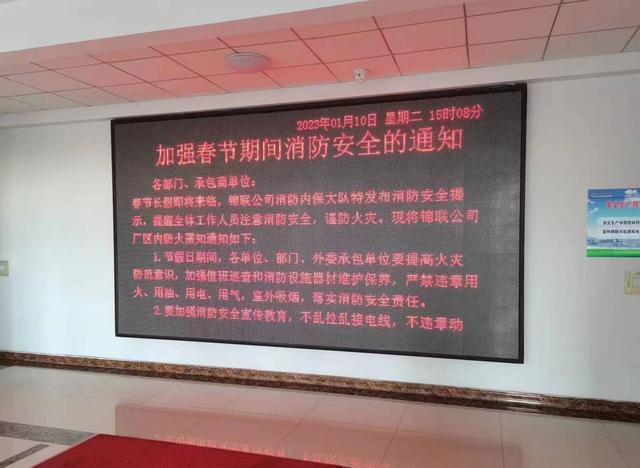 2023年01月10日 星期二 15时08分
加强春节期间消防安全的通知
各部门、承包商单位:
春节长假即将来临，锦联公司消防内保大队特发布消防安全提
示，提醒全体工作人员注意消防安全，谨防火灾。现将锦联公司
厂区内防火需知通知如下:
1.节假日期间，各单位、部门、外委承包单位要提高火灾
防范意识，加强值班巡查和消防设施器材维护保养，严禁违章用
火、用油、用电、用气，室外吸烟，落实消防安全责任。
2.要加强消防安全宣传教育，不乱拉乱接电线，不违章动
安全生产投